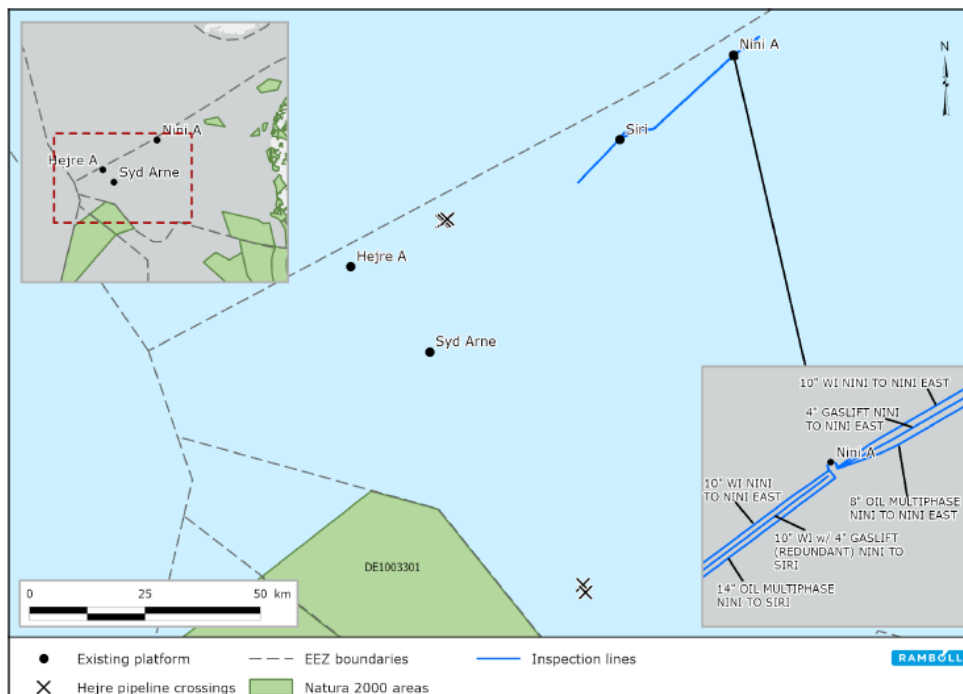 Nini A
Hejre A
Syd Arne
Nini A
N
Siri
Hejre A
Syd Arne
10" WI NINI TO NINI EAST
4" GASLIFT NINI
TO NINI EAST
Nini A
10" WI NINI
TO NINI EAST
8" OIL MULTIPHASE
NINI TO NINI EAST
10" WI w/ 4" GASLIFT
(REDUNDANT) NINI TO
SIRI
14" OIL MULTIPHASE
NINI TO SIRI
DE1003301
0 25 50 km
Existing platform
EEZ boundaries
Inspection lines
RAMBOLL
Hejre pipeline crossings
Natura 2000 areas